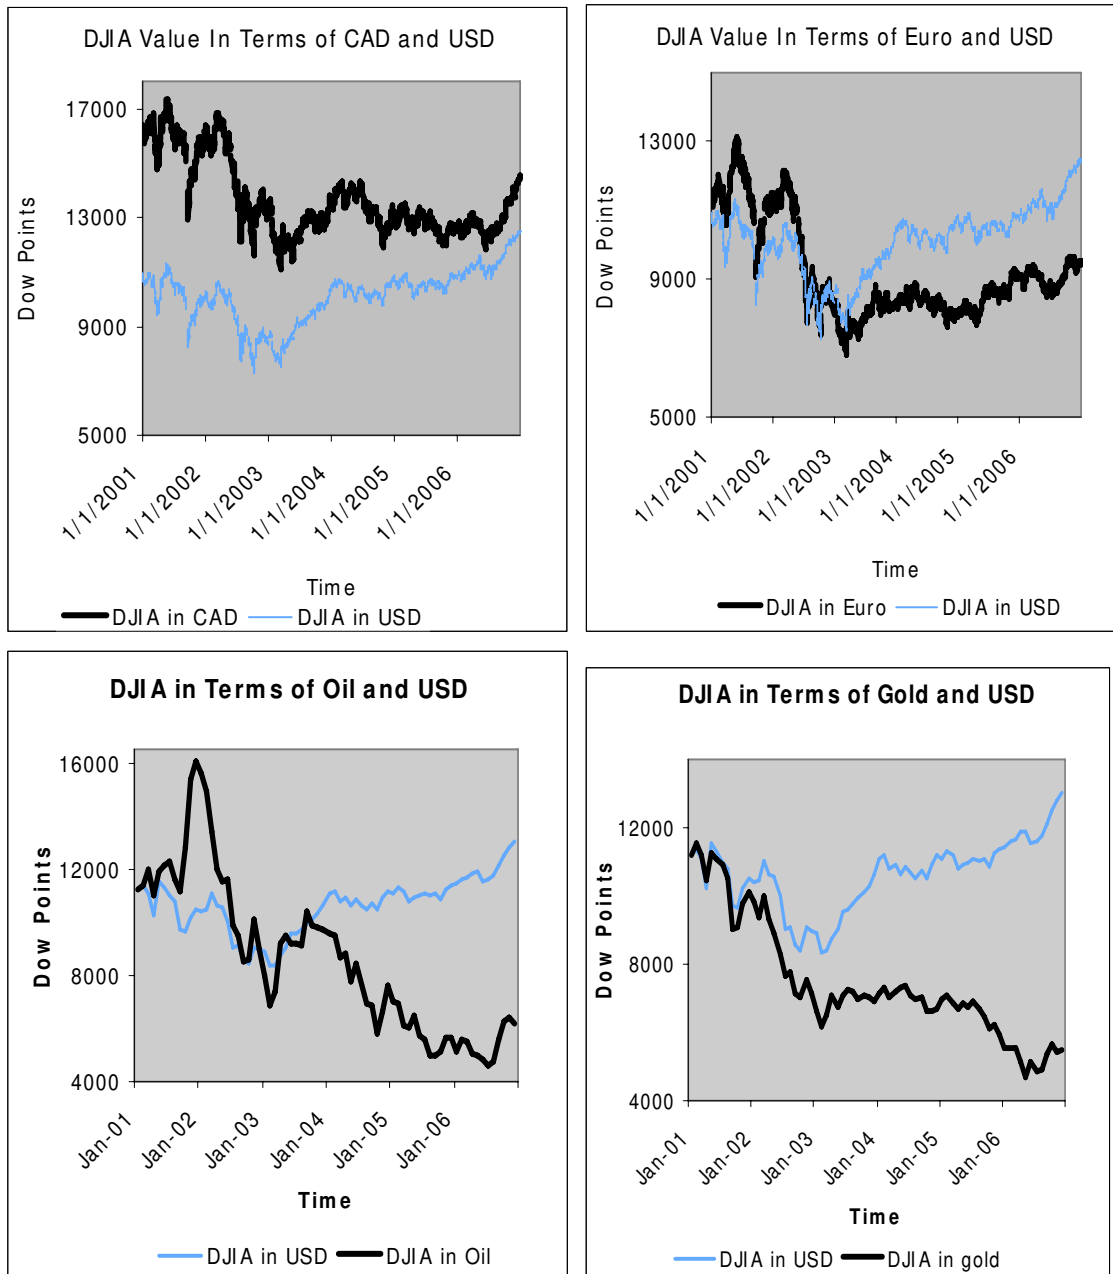 DJIA Value In Terms of CAD and USD
Dow Points
17000
13000
9000
5000
1/1/2001
1/1/2002
1/1/2003
1/1/2004
1/1/2005
1/1/2006
Time
DJIA in CAD DJIA in USD
DJIA Value In Terms of Euro and USD
Dow Points
13000
9000
5000
1/1/2001
1/1/2002
1/1/2003
1/1/2004
1/1/2005
1/1/2006
Time
DJIA in Euro DJIA in USD
DJIA in Terms of Oil and USD
Dow Points
16000
12000
8000
4000
Jan-01
Jan-02
Jan-03
Jan-04
Jan-05
Jan-06
Time
DJIA in USD DJIA in Oil
DJIA in Terms of Gold and USD
Dow Points
12000
8000
4000
Jan-01
Jan-02
Jan-03
Jan-04
Jan-05
Jan-06
Time
DJIA in USD DJIA in gold